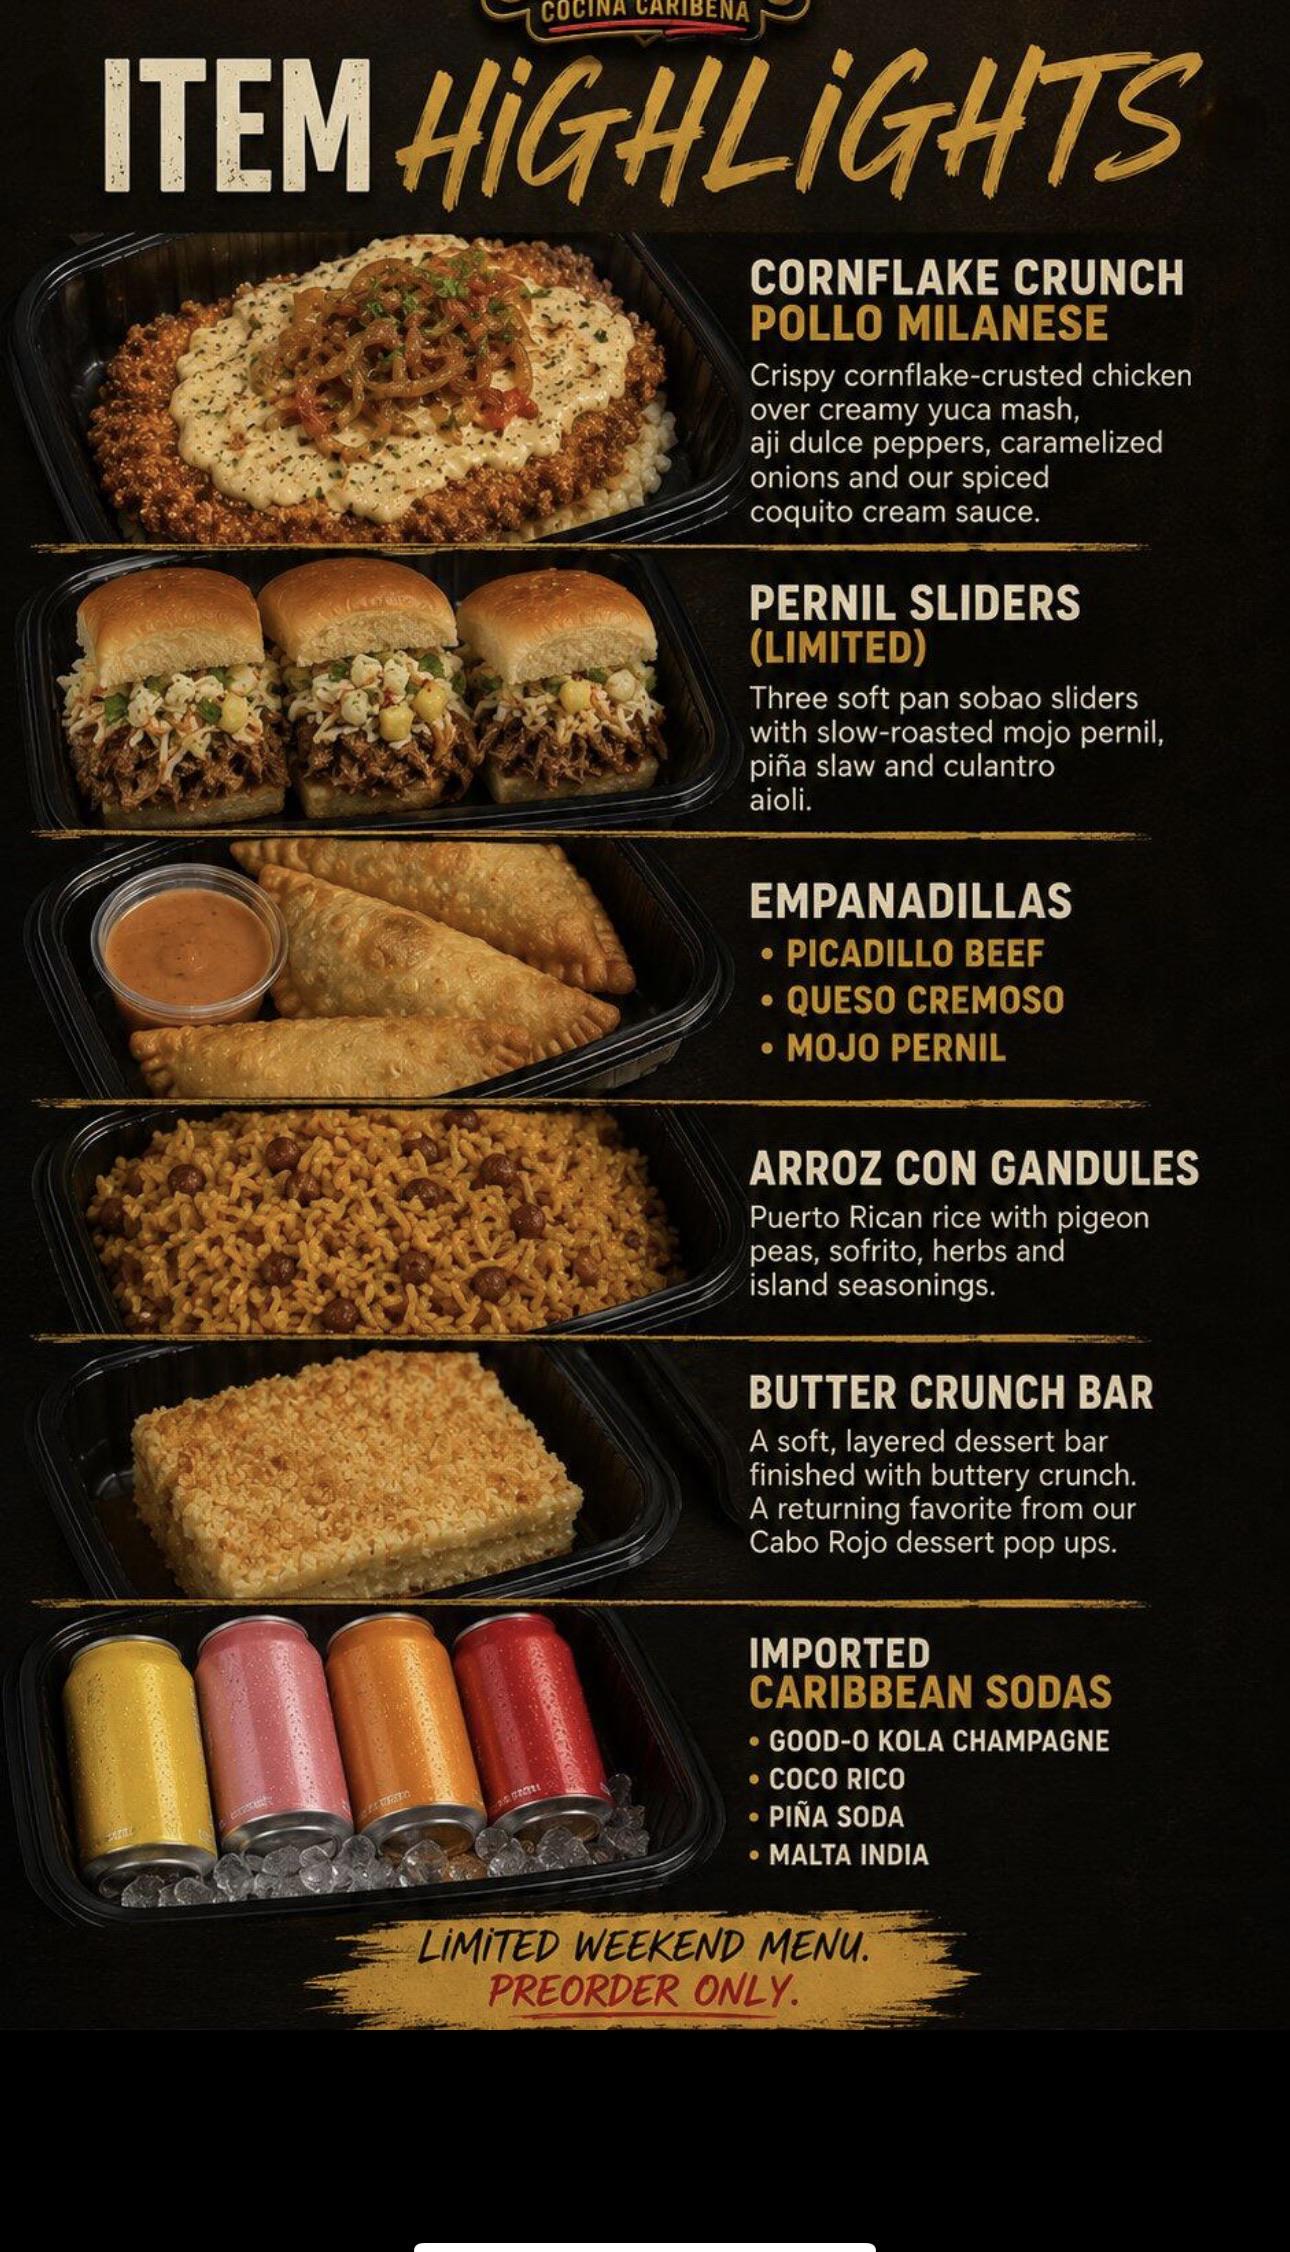 COCINA CARIBEÑA
ITEM HiGHLiGHTS
CORNFLAKE CRUNCH
POLLO MILANESE
Crispy cornflake-crusted chicken
over creamy yuca mash,
aji dulce peppers, caramelized
onions and our spiced
coquito cream sauce.
PERNIL SLIDERS
(LIMITED)
Three soft pan sobao sliders
with slow-roasted mojo pernil,
piña slaw and culantro
aioli.
EMPANADILLAS
• PICADILLO BEEF
• QUESO CREMOSO
• MOJO PERNIL
ARROZ CON GANDULES
Puerto Rican rice with pigeon
peas, sofrito, herbs and
island seasonings.
BUTTER CRUNCH BAR
A soft, layered dessert bar
finished with buttery crunch.
A returning favorite from our
Cabo Rojo dessert pop ups.
IMPORTED
CARIBBEAN SODAS
• GOOD-O KOLA CHAMPAGNE
• COCO RICO
• PIÑA SODA
• MALTA INDIA
LiMiTED WEEKEND MENU.
PREORDER ONLY.